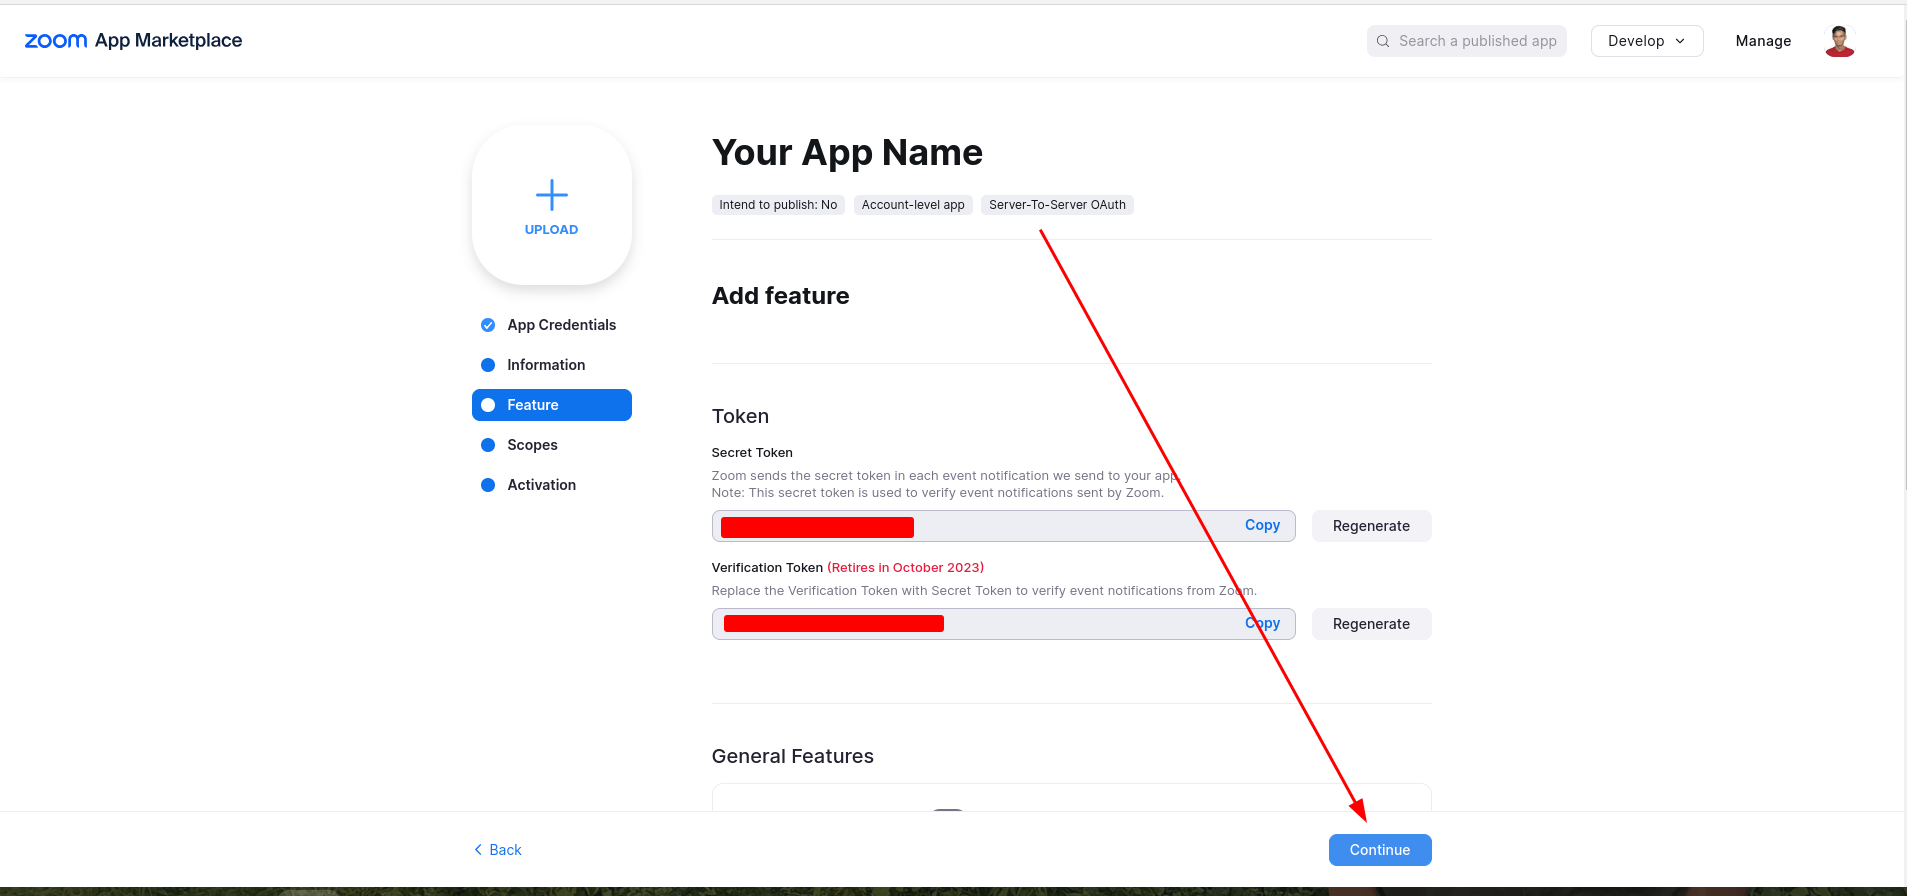 zoom App Marketplace
Search a published app
Develop
Manage
UPLOAD
App Credentials
Information
Feature
Scopes
Activation
Your App Name
Intend to publish: No
Account-level app
Server-To-Server OAuth
Add feature
Token
Secret Token
Zoom sends the secret token in each event notification we send to your app.
Note: This secret token is used to verify event notifications sent by Zoom.
Copy
Regenerate
Verification Token (Retires in October 2023)
Replace the Verification Token with Secret Token to verify event notifications from Zoom.
Copy
Regenerate
General Features
Back
Continue